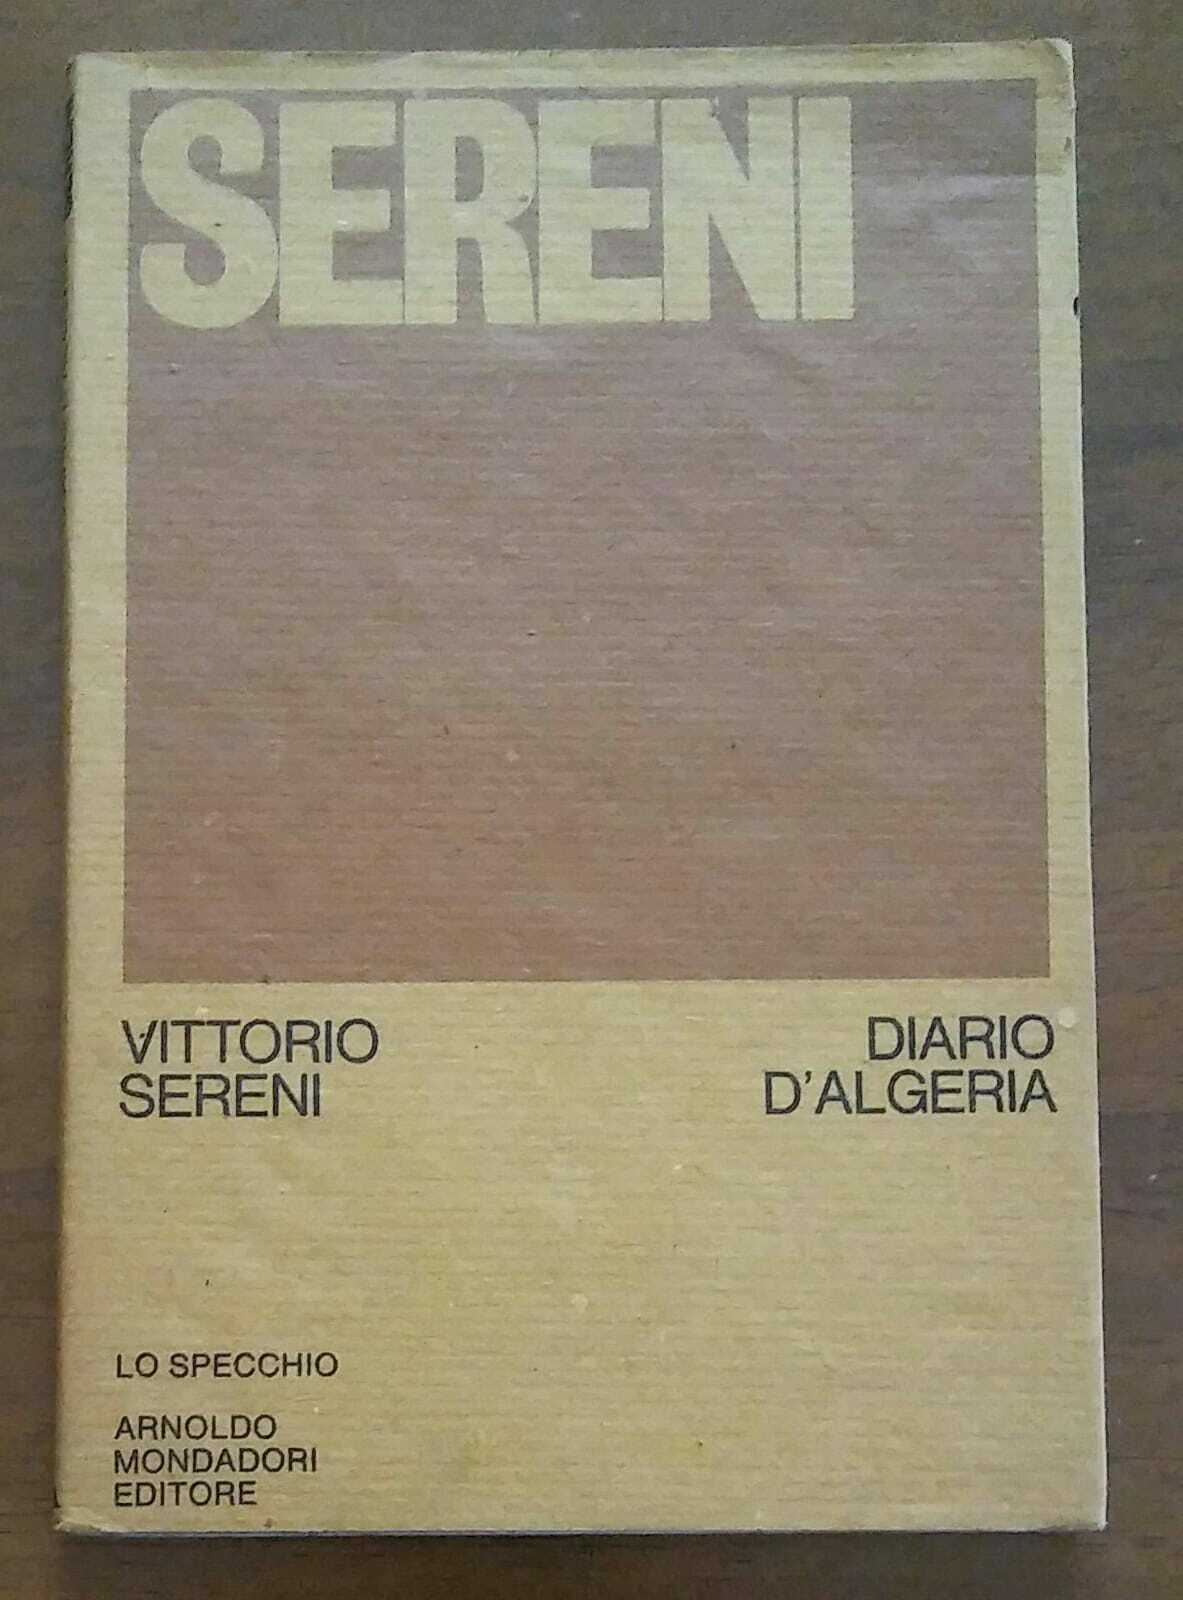 SERENI
VITTORIO
SERENI
DIARIO
D'ALGERIA
LO SPECCHIO
ARNOLDO
MONDADORI
EDITORE